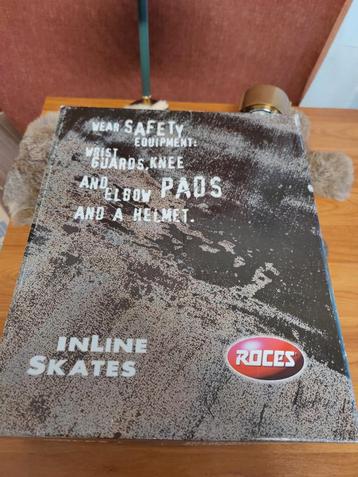 WEAR SAFETY
EQUIPMENT:
WRIST
GUARDS, KNEE
AND ELBOW PADS
AND A HELMET.
INLINE
SKATES
ROCES